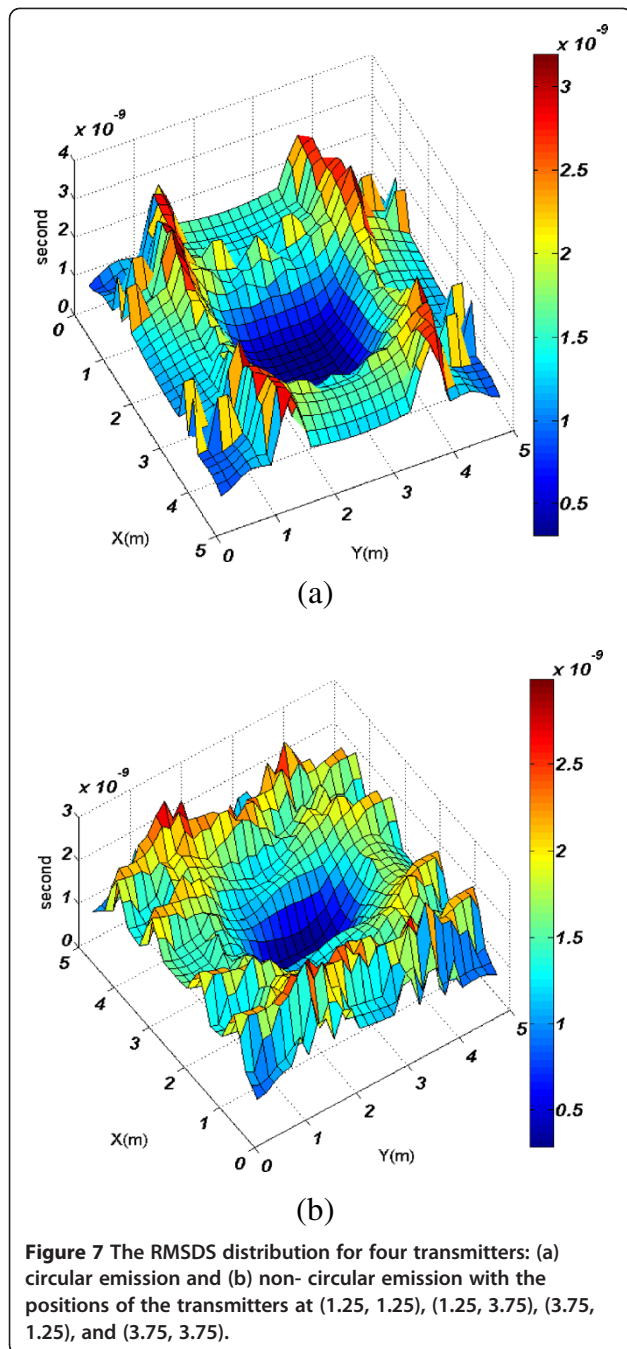 x 10 -9
x 10 -9
4
3
2
1
0
second
0
1
2
3
4
5
X(m)
0
1
2
3
4
5
Y(m)
3
2.5
2
1.5
1
0.5
(a)
x 10 -9
x 10 -9
3
2
1
0
second
5
4
3
2
1
0
X(m)
0
1
2
3
4
5
Y(m)
2.5
2
1.5
1
0.5
(b)
Figure 7 The RMSDS distribution for four transmitters: (a)
circular emission and (b) non- circular emission with the
positions of the transmitters at (1.25, 1.25), (1.25, 3.75), (3.75,
1.25), and (3.75, 3.75).